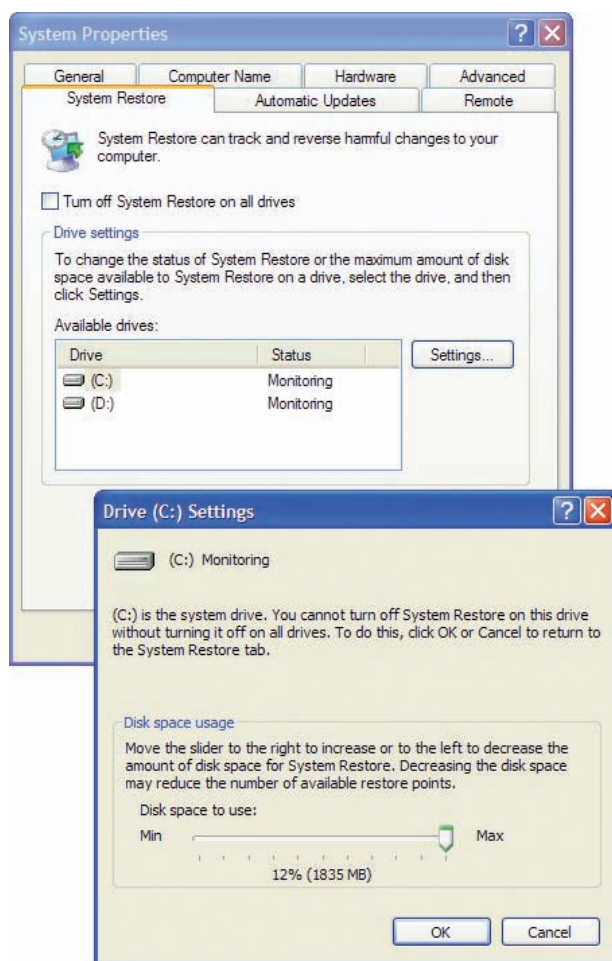 System Properties
General Computer Name Hardware Advanced
System Restore Automatic Updates Remote
System Restore can track and reverse harmful changes to your
computer.
Turn off System Restore on all drives
Drive settings
To change the status of System Restore or the maximum amount of disk
space available to System Restore on a drive, select the drive, and then
click Settings.
Available drives:
Drive Status
Settings...
(C:) Monitoring
(D:) Monitoring
Drive (C:) Settings
(C:) Monitoring
(C:) is the system drive. You cannot turn off System Restore on this drive
without turning it off on all drives. To do this, click OK or Cancel to return to
the System Restore tab.
Disk space usage
Move the slider to the right to increase or to the left to decrease the
amount of disk space for System Restore. Decreasing the disk space
may reduce the number of available restore points.
Disk space to use:
Min Max
12% (1835 MB)
OK Cancel